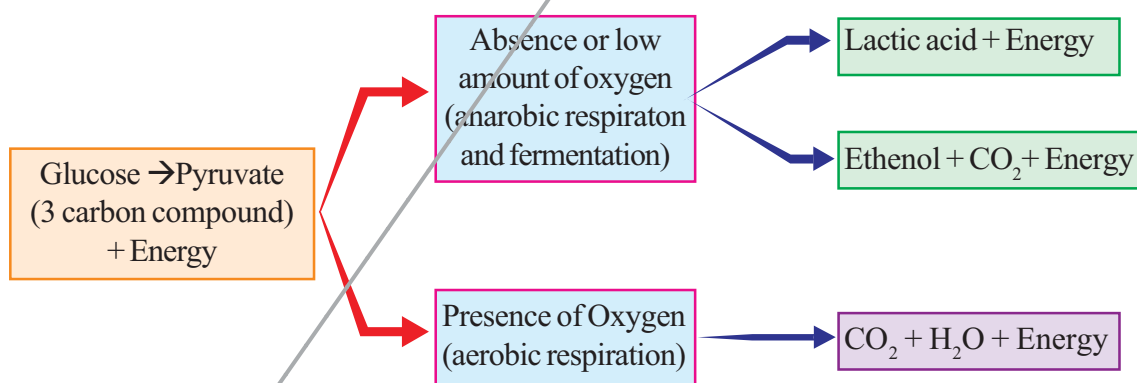 Glucose →Pyruvate
(3 carbon compound)
+ Energy
Absence or low
amount of oxygen
(anarobic respiraton
and fermentation)
Lactic acid + Energy
Ethenol + CO₂+ Energy
Presence of Oxygen
(aerobic respiration)
CO₂ + H₂O + Energy